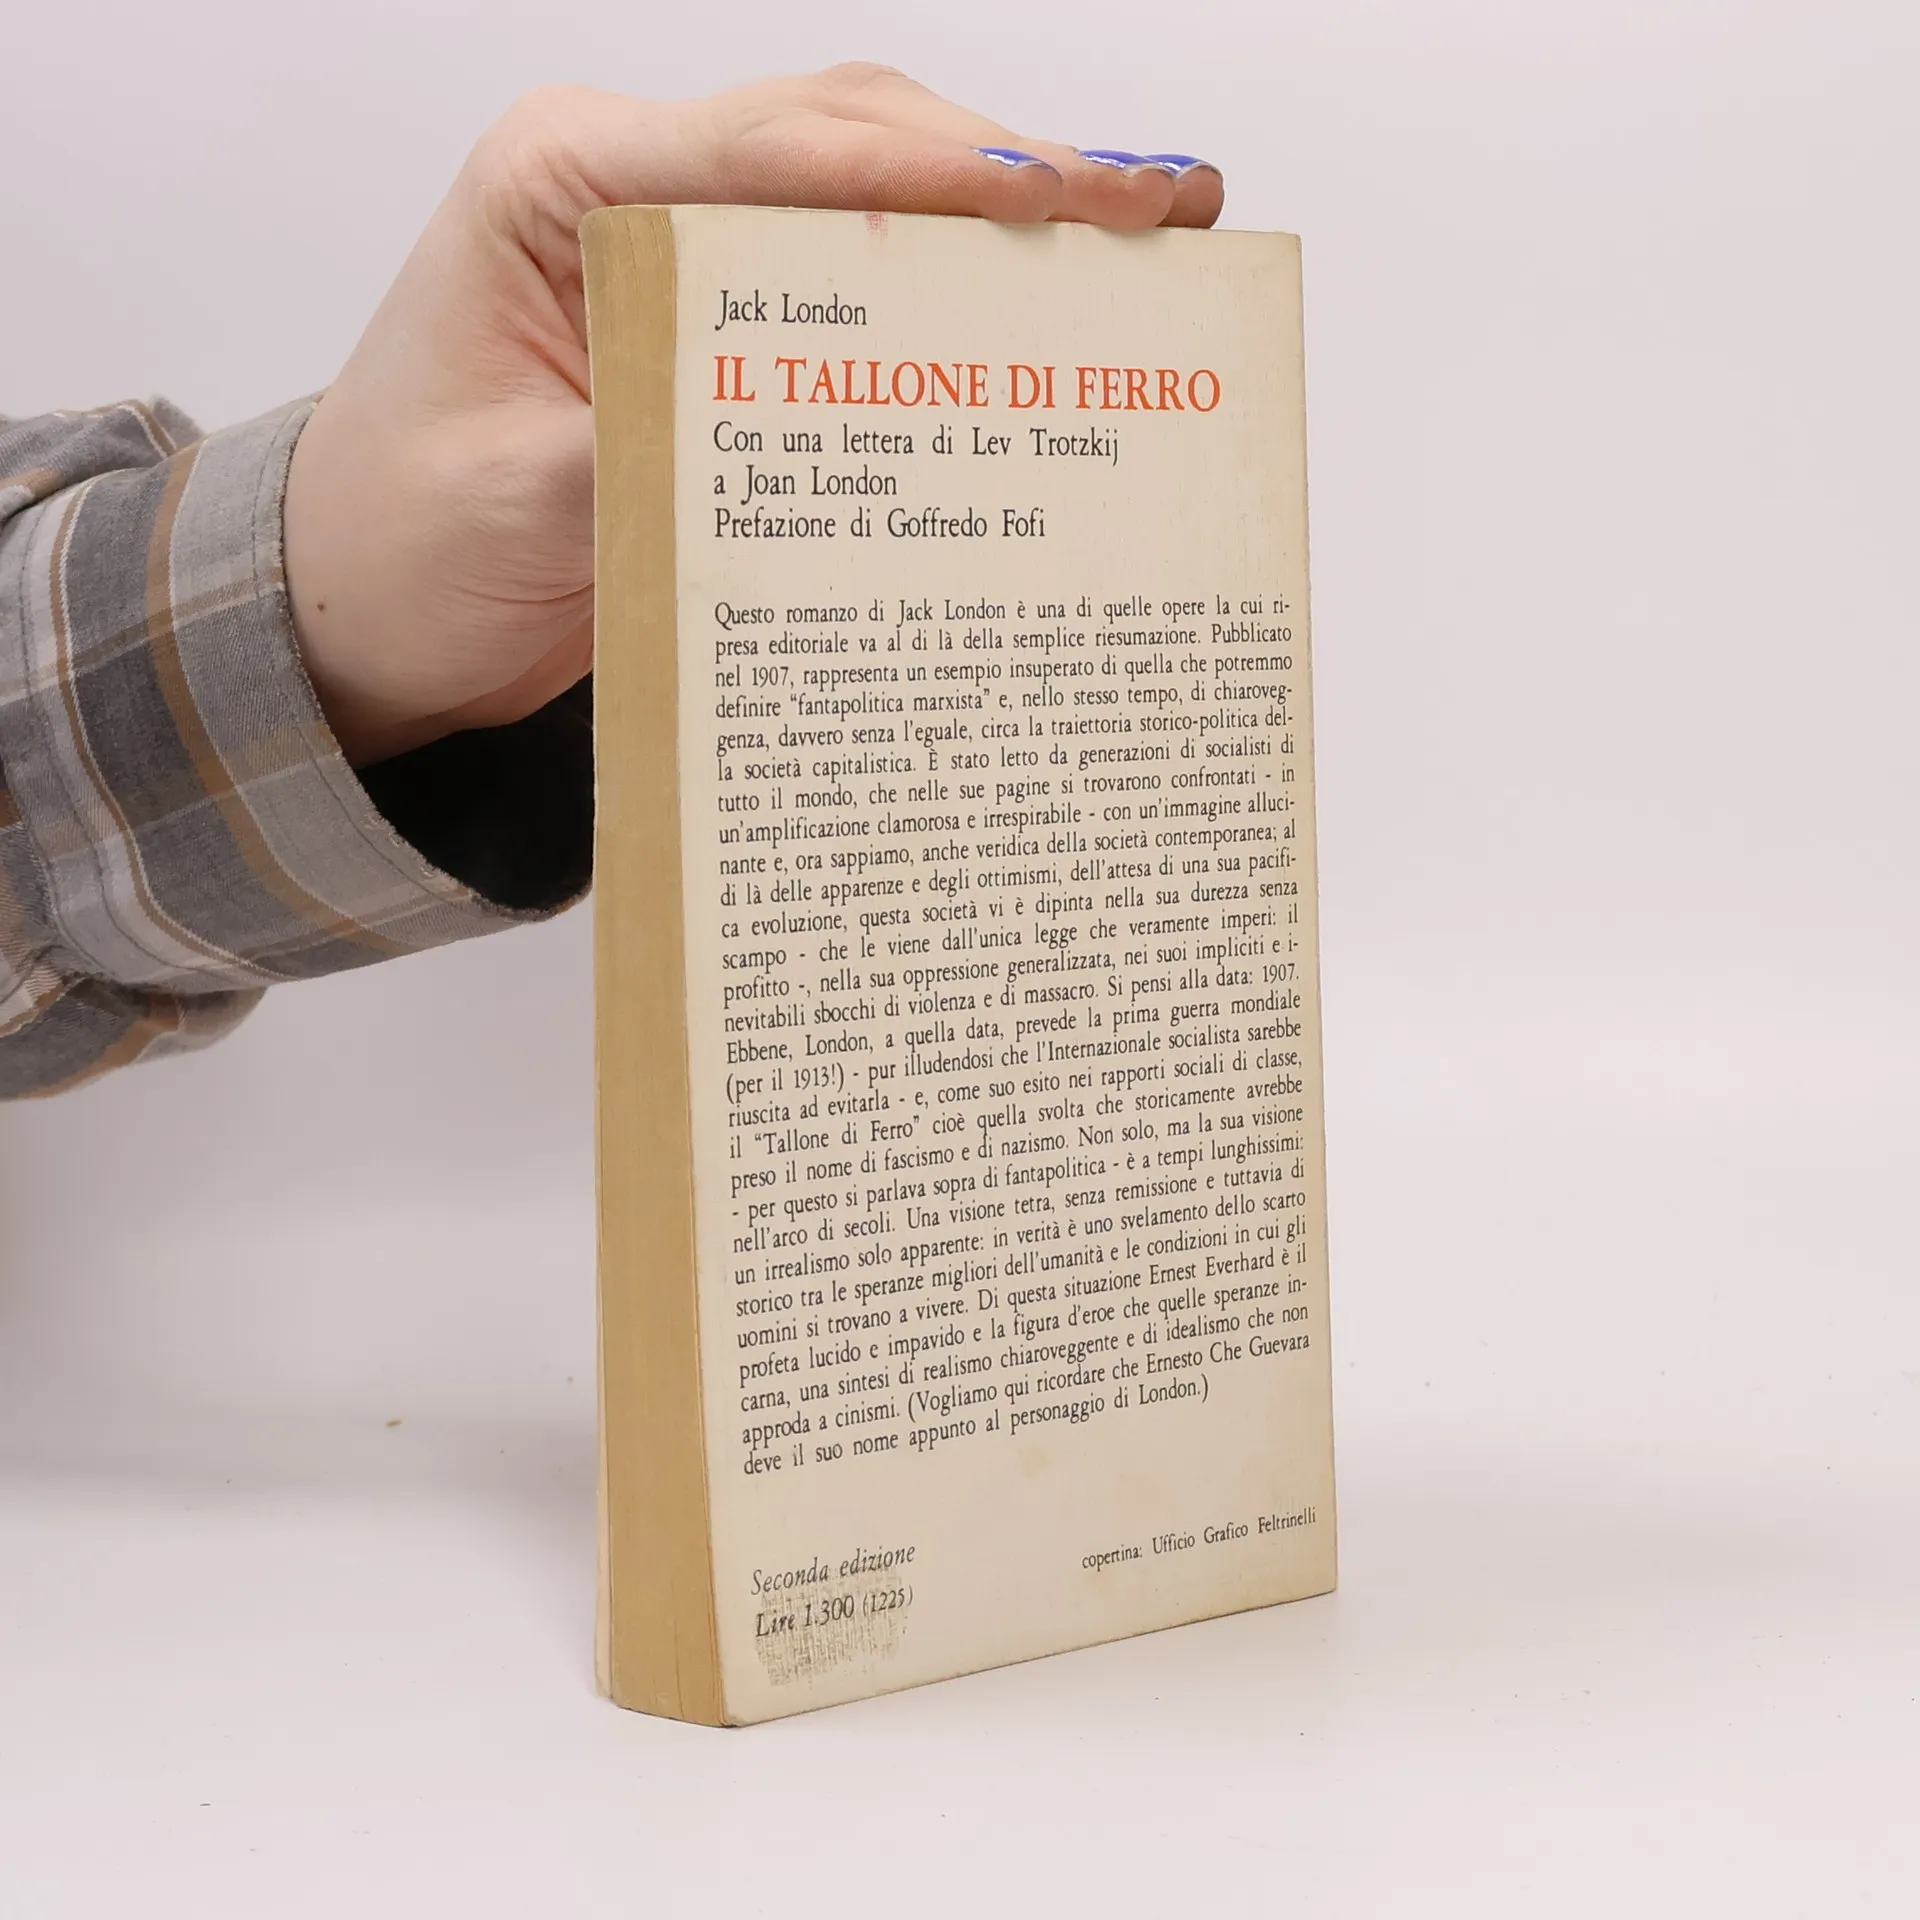 Jack London
IL TALLONE DI FERRO
Con una lettera di Lev Trotzkij
a Joan London
Prefazione di Goffredo Fofi
Questo romanzo di Jack London è una di quelle opere la cui ri-
presa editoriale va al di là della semplice riesumazione. Pubblicato
nel 1907, rappresenta un esempio insuperato di quella che potremmo
definire “fantapolitica marxista” e, nello stesso tempo, di chiaroveg-
genza, davvero senza l'eguale, circa la traiettoria storico-politica del-
la società capitalistica. È stato letto da generazioni di socialisti di
tutto il mondo, che nelle sue pagine si trovarono confrontati - in
un'amplificazione clamorosa e irrespirabile - con un'immagine alluci-
nante e, ora sappiamo, anche veridica della società contemporanea; al
di là delle apparenze e degli ottimismi, dell'attesa di una sua pacifi-
ca evoluzione, questa società vi è dipinta nella sua durezza senza
scampo - che le viene dall'unica legge che veramente imperi: il
profitto -, nella sua oppressione generalizzata, nei suoi impliciti e i-
nevitabili sbocchi di violenza e di massacro. Si pensi alla data: 1907.
Ebbene, London, a quella data, prevede la prima guerra mondiale
(per il 1913!) - pur illudendosi che l'Internazionale socialista sarebbe
riuscita ad evitarla - e, come suo esito nei rapporti sociali di classe,
il “Tallone di Ferro” cioè quella svolta che storicamente avrebbe
preso il nome di fascismo e di nazismo. Non solo, ma la sua visione
- per questo si parlava sopra di fantapolitica - è a tempi lunghissimi:
nell'arco di secoli. Una visione tetra, senza remissione e tuttavia di
un irrealismo solo apparente: in verità è uno svelamento dello scarto
storico tra le speranze migliori dell'umanità e le condizioni in cui gli
uomini si trovano a vivere. Di questa situazione Ernest Everhard è il
profeta lucido e impavido e la figura d'eroe che quelle speranze in-
carna, una sintesi di realismo chiaroveggente e di idealismo che non
approda a cinismi. (Vogliamo qui ricordare che Ernesto Che Guevara
deve il suo nome appunto al personaggio di London.)
copertina: Ufficio Grafico Feltrinelli
Seconda edizione
Lire 1.300 (1225)